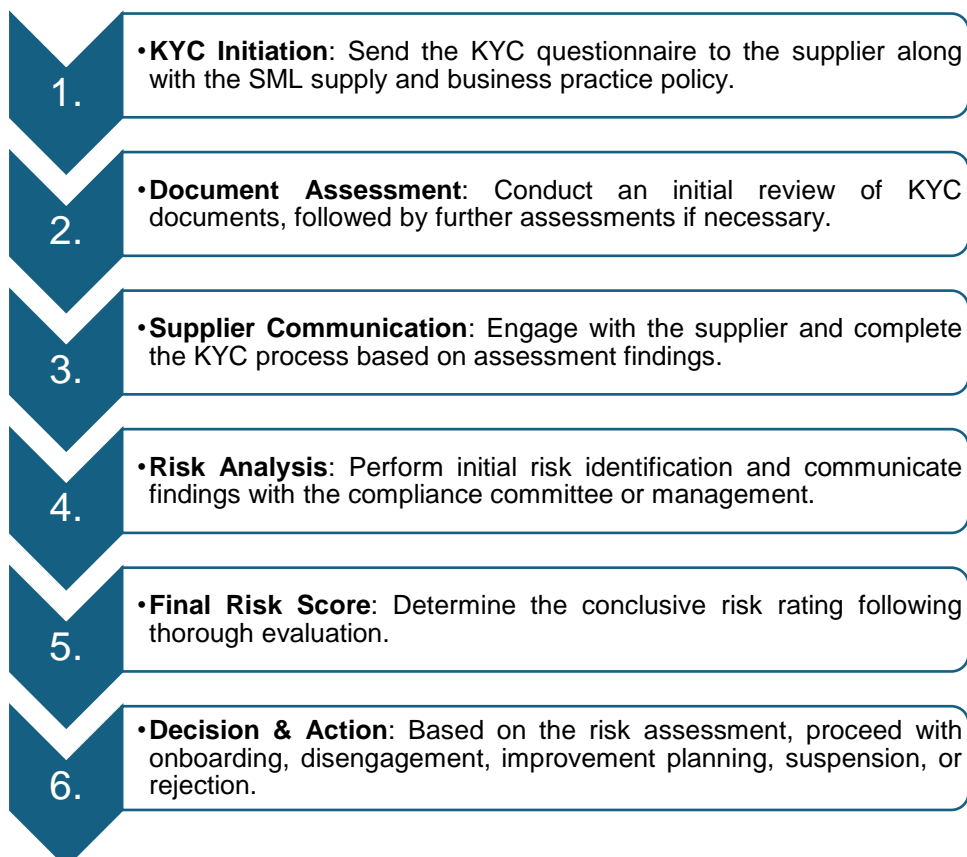 1.
•KYC Initiation: Send the KYC questionnaire to the supplier along
with the SML supply and business practice policy.
2.
•Document Assessment: Conduct an initial review of KYC
documents, followed by further assessments if necessary.
3.
•Supplier Communication: Engage with the supplier and complete
the KYC process based on assessment findings.
4.
•Risk Analysis: Perform initial risk identification and communicate
findings with the compliance committee or management.
5.
•Final Risk Score: Determine the conclusive risk rating following
thorough evaluation.
6.
•Decision & Action: Based on the risk assessment, proceed with
onboarding, disengagement, improvement planning, suspension, or
rejection.